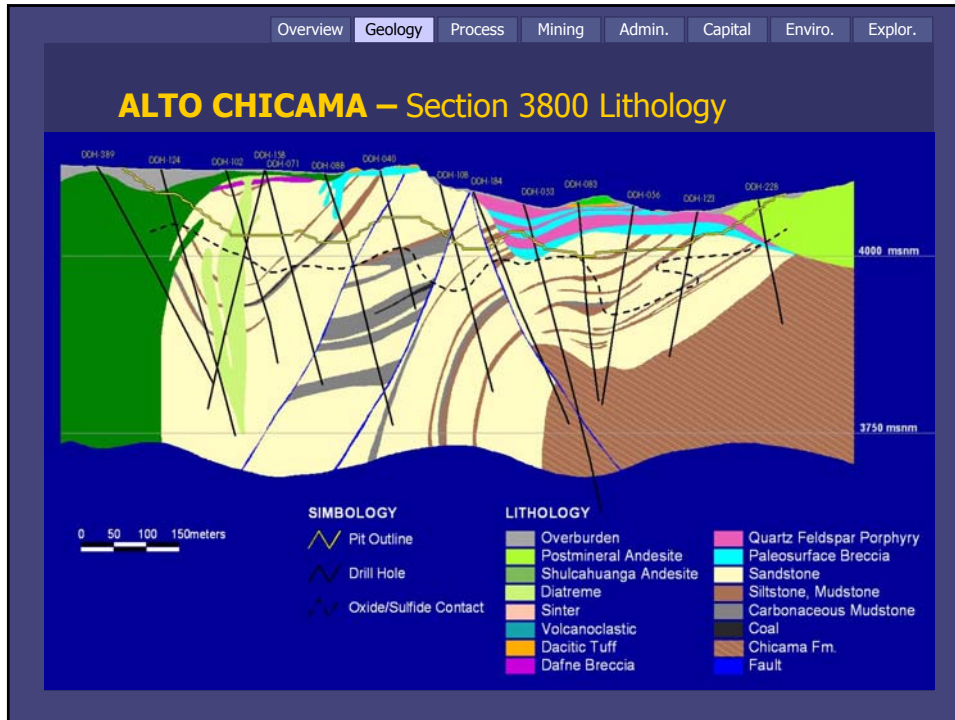 Overview Geology Process Mining Admin. Capital Enviro. Explor.
ALTO CHICAMA – Section 3800 Lithology
DDH-389 DDH-124 DDH-102 DDH-158 DDH-071 DDH-088 DDH-040 DDH-108 DDH-184 DDH-033 DDH-083 DDH-056 DDH-123 DDH-228
4000 msnm
3750 msnm
0 50 100 150meters
SIMBOLOGY
Pit Outline
Drill Hole
Oxide/Sulfide Contact
LITHOLOGY
Overburden
Postmineral Andesite
Shulcahuanga Andesite
Diatreme
Sinter
Volcanoclastic
Dacitic Tuff
Dafne Breccia
Quartz Feldspar Porphyry
Paleosurface Breccia
Sandstone
Siltstone, Mudstone
Carbonaceous Mudstone
Coal
Chicama Fm.
Fault